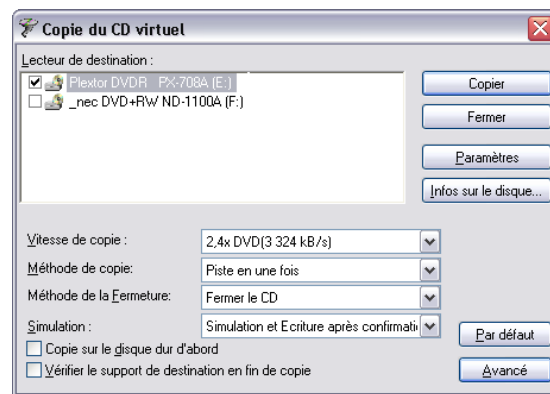 Copie du CD virtuel
Lecteur de destination :
Plextor DVDR PX-708A (E:)
_nec DVD+RW ND-1100A (F:)
Copier
Fermer
Paramètres
Infos sur le disque...
Vitesse de copie :
2,4x DVD(3 324 kB/s)
Méthode de copie:
Piste en une fois
Méthode de la Fermeture:
Fermer le CD
Simulation :
Simulation et Ecriture après confirmati
Par défaut
Copie sur le disque dur d'abord
Vérifier le support de destination en fin de copie
Avancé